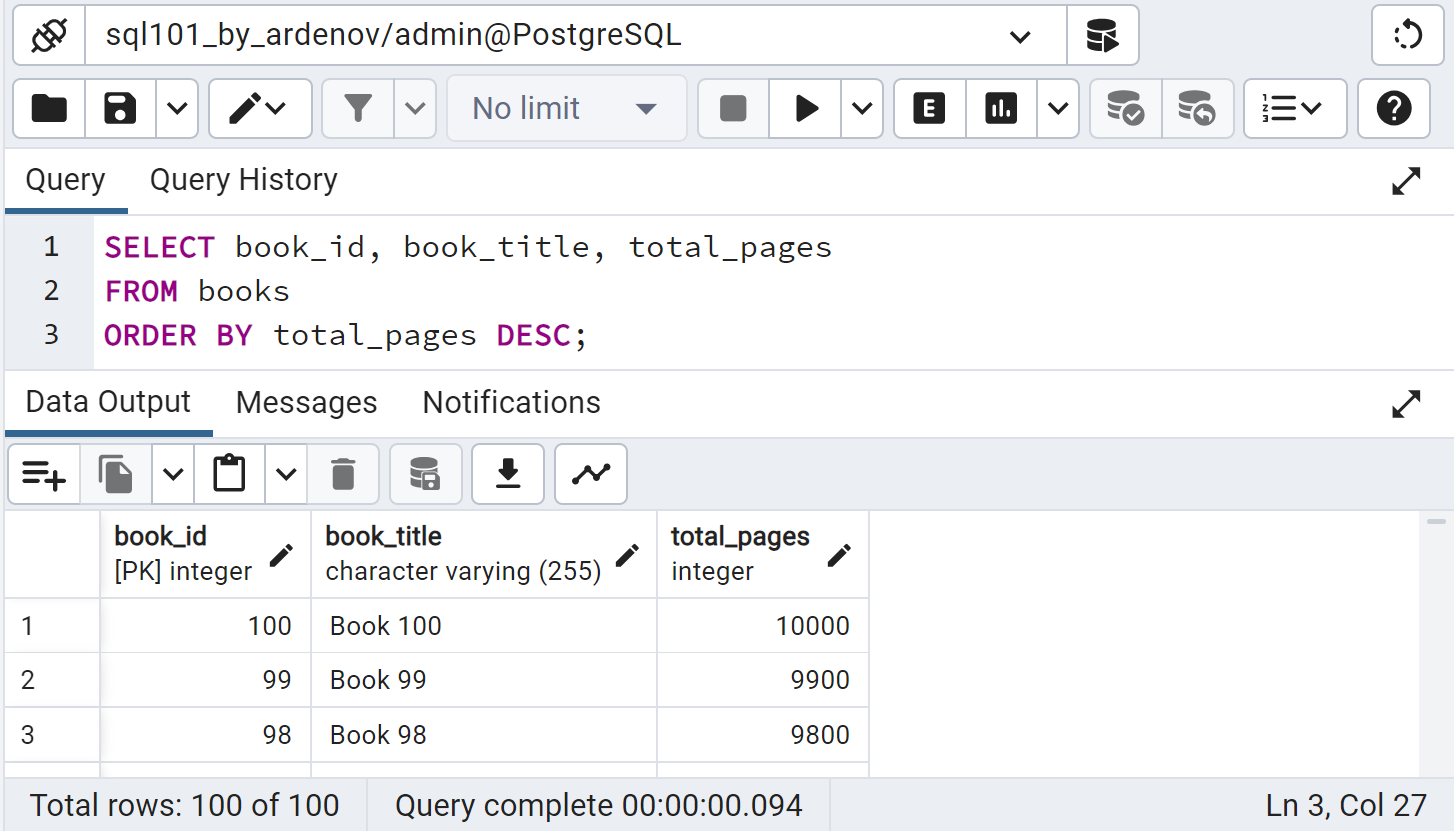 sql101_by_ardenov/admin@PostgreSQL
No limit
E
1
2
3
Query Query History
1 SELECT book_id, book_title, total_pages
2 FROM books
3 ORDER BY total_pages DESC;
Data Output Messages Notifications
book_id book_title total_pages
[PK] integer character varying (255) integer
1 100 Book 100 10000
2 99 Book 99 9900
3 98 Book 98 9800
Total rows: 100 of 100 Query complete 00:00:00.094 Ln 3, Col 27